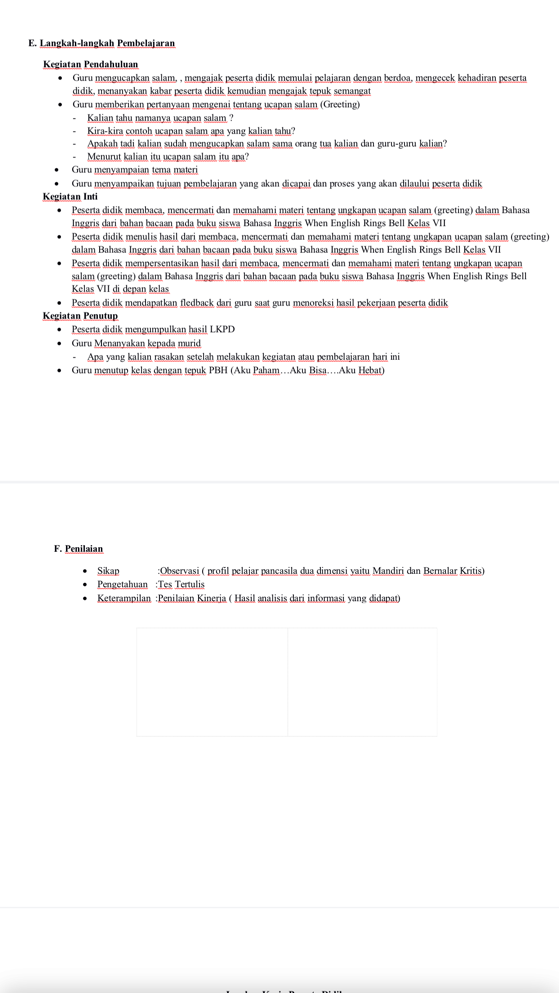 E. Langkah-langkah Pembelajaran
Kegiatan Pendahuluan
• Guru mengucapkan salam, , mengajak peserta didik memulai pelajaran dengan berdoa, mengecek kehadiran peserta
didik, menanyakan kabar peserta didik kemudian mengajak tepuk semangat
• Guru memberikan pertanyaan mengenai tentang ucapan salam (Greeting)
- Kalian tahu namanya ucapan salam ?
- Kira-kira contoh ucapan salam apa yang kalian tahu?
- Apakah tadi kalian sudah mengucapkan salam sama orang tua kalian dan guru-guru kalian?
- Menurut kalian itu ucapan salam itu apa?
• Guru menyampaian tema materi
• Guru menyampaikan tujuan pembelajaran yang akan dicapai dan proses yang akan dilaului peserta didik
Kegiatan Inti
• Peserta didik membaca, mencermati dan memahami materi tentang ungkapan ucapan salam (greeting) dalam Bahasa
Inggris dari bahan bacaan pada buku siswa Bahasa Inggris When English Rings Bell Kelas VII
• Peserta didik menulis hasil dari membaca, mencermati dan memahami materi tentang ungkapan ucapan salam (greeting)
dalam Bahasa Inggris dari bahan bacaan pada buku siswa Bahasa Inggris When English Rings Bell Kelas VII
• Peserta didik mempersentasikan hasil dari membaca, mencermati dan memahami materi tentang ungkapan ucapan
salam (greeting) dalam Bahasa Inggris dari bahan bacaan pada buku siswa Bahasa Inggris When English Rings Bell
Kelas VII di depan kelas
• Peserta didik mendapatkan fledback dari guru saat guru menoreksi hasil pekerjaan peserta didik
Kegiatan Penutup
• Peserta didik mengumpulkan hasil LKPD
• Guru Menanyakan kepada murid
- Apa yang kalian rasakan setelah melakukan kegiatan atau pembelajaran hari ini
• Guru menutup kelas dengan tepuk PBH (Aku Paham…Aku Bisa….Aku Hebat)
F. Penilaian
• Sikap :Observasi ( profil pelajar pancasila dua dimensi yaitu Mandiri dan Bernalar Kritis)
• Pengetahuan :Tes Tertulis
• Keterampilan :Penilaian Kinerja ( Hasil analisis dari informasi yang didapat)